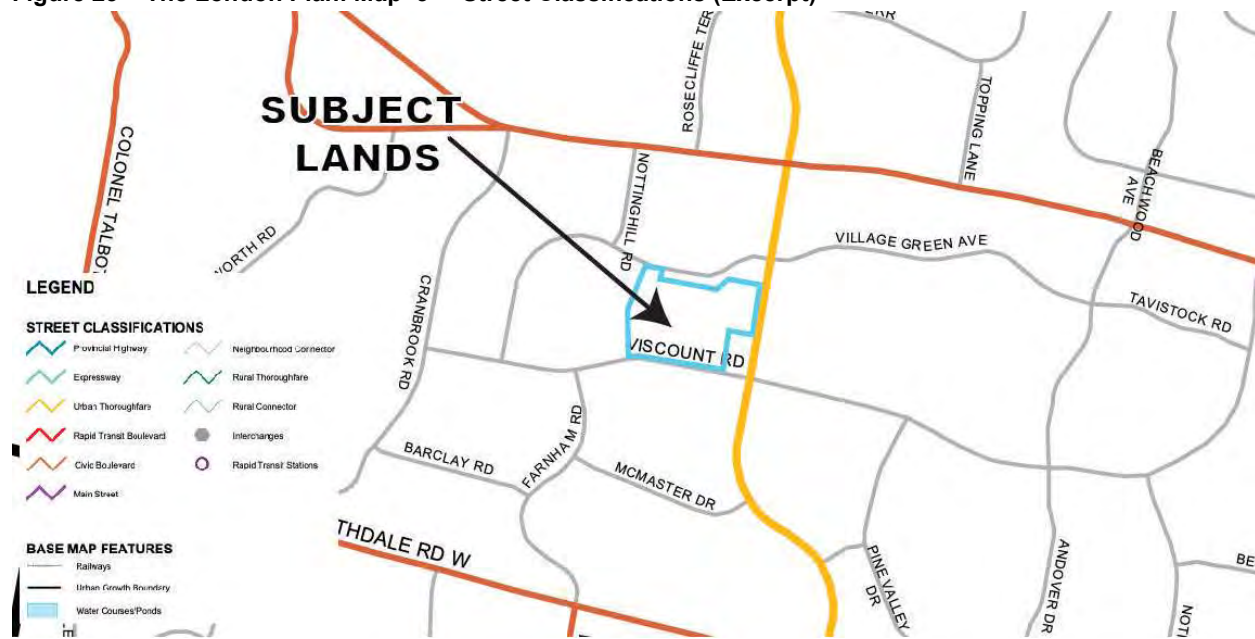 SUBJECT
LANDS
COLONEL TALBO
ROSECLIFFE TER
TOPPING LANE
BEACHWOOD
AVE
NOTTINGHILL RD
VILLAGE GREEN AVE
TAVISTOCK RD
CRANBROOK RD
VISCOUNT RD
FARNHAM RD
BARCLAY RD
MCMASTER DR
THDALE RD W
PINE VALLEY
DR
ANDOVER DR
BE
NOT
LEGEND
STREET CLASSIFICATIONS
Provincial Highway
Neighbourhood Connector
Expressway
Rural Thoroughfare
Urban Thoroughfare
Rural Connector
Rapid Transit Boulevard
Interchanges
Civic Boulevard
Rapid Transit Stations
Main Street
BASE MAP FEATURES
Railways
Urban Growth Boundary
Water Courses/Ponds